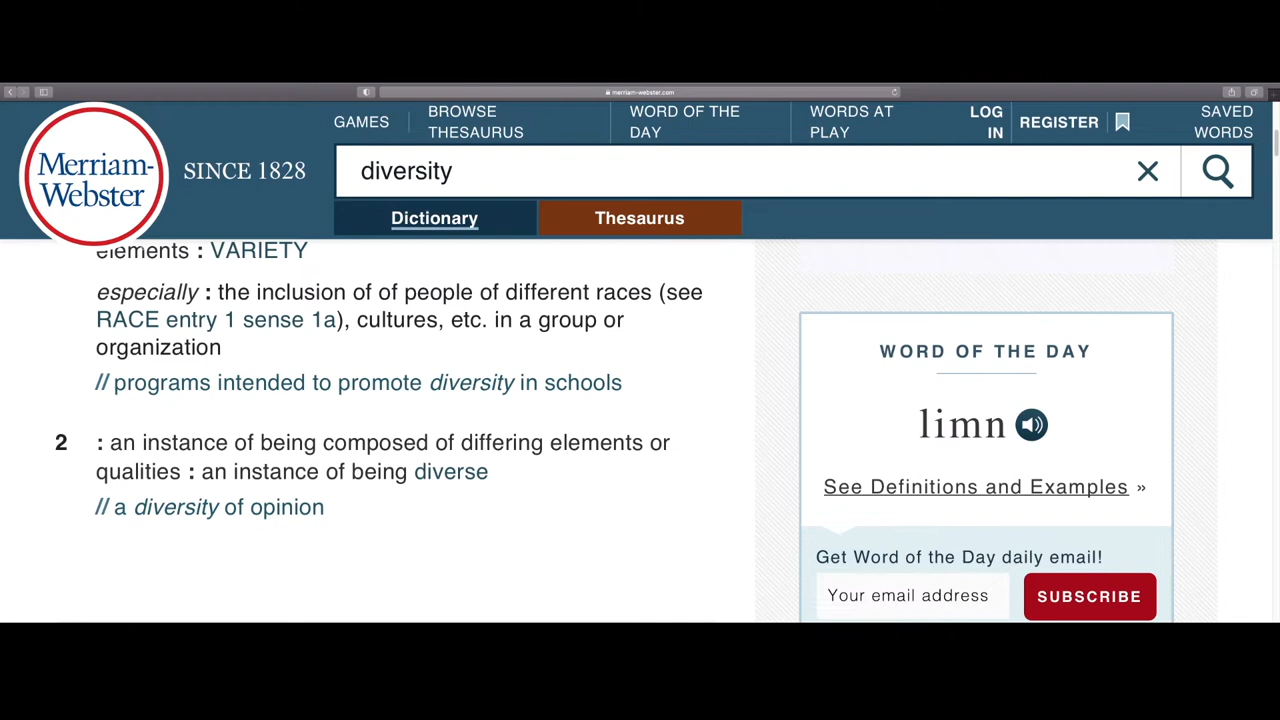 merriam-webster.com
GAMES
BROWSE
THESAURUS
WORD OF THE
DAY
WORDS AT
PLAY
LOG
IN
REGISTER
SAVED
WORDS
Merriam-
Webster
SINCE 1828
diversity
Dictionary
Thesaurus
elements : VARIETY
especially : the inclusion of of people of different races (see
RACE entry 1 sense 1a), cultures, etc. in a group or
organization
// programs intended to promote diversity in schools
2 : an instance of being composed of differing elements or
qualities : an instance of being diverse
// a diversity of opinion
WORD OF THE DAY
limn
See Definitions and Examples »
Get Word of the Day daily email!
Your email address
SUBSCRIBE